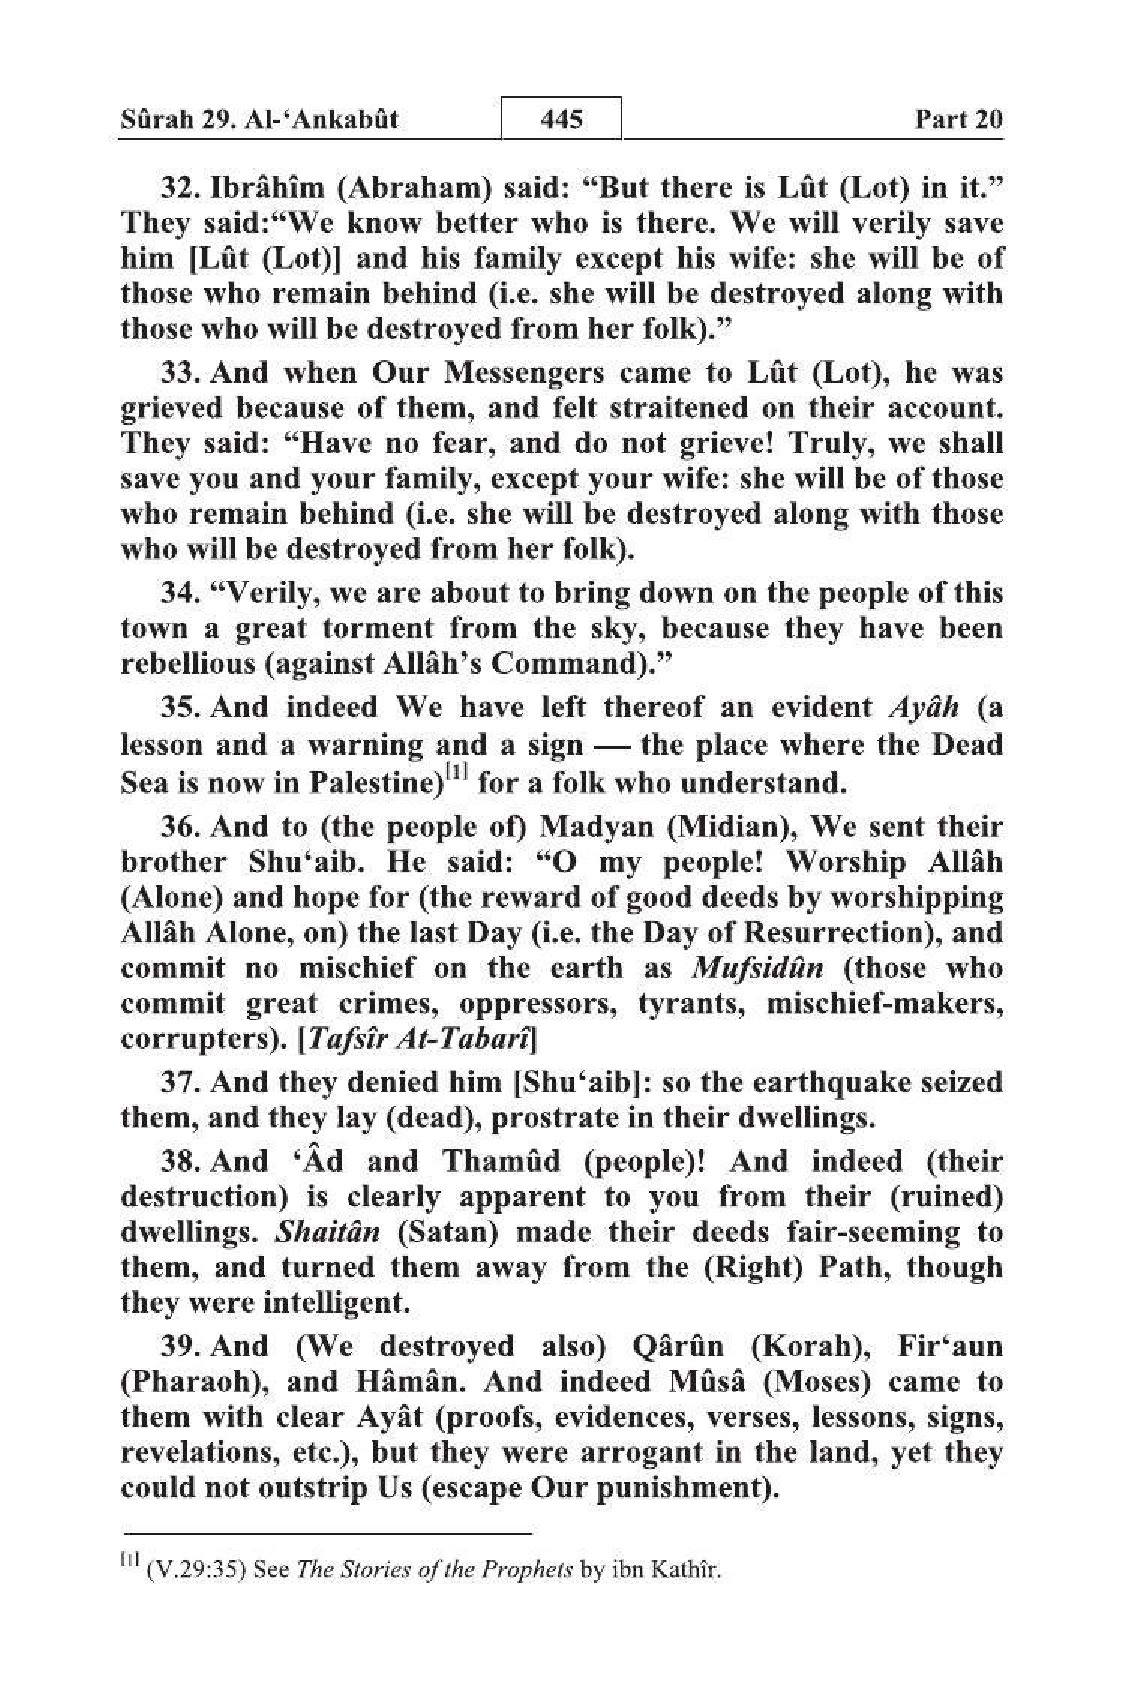 Sûrah 29. Al-‘Ankabût 445 Part 20
32. Ibrâhîm (Abraham) said: “But there is Lût (Lot) in it.”
They said:“We know better who is there. We will verily save
him [Lût (Lot)] and his family except his wife: she will be of
those who remain behind (i.e. she will be destroyed along with
those who will be destroyed from her folk).”
33. And when Our Messengers came to Lût (Lot), he was
grieved because of them, and felt straitened on their account.
They said: “Have no fear, and do not grieve! Truly, we shall
save you and your family, except your wife: she will be of those
who remain behind (i.e. she will be destroyed along with those
who will be destroyed from her folk).
34. “Verily, we are about to bring down on the people of this
town a great torment from the sky, because they have been
rebellious (against Allâh’s Command).”
35. And indeed We have left thereof an evident Ayâh (a
lesson and a warning and a sign — the place where the Dead
Sea is now in Palestine)[1] for a folk who understand.
36. And to (the people of) Madyan (Midian), We sent their
brother Shu‘aib. He said: “O my people! Worship Allâh
(Alone) and hope for (the reward of good deeds by worshipping
Allâh Alone, on) the last Day (i.e. the Day of Resurrection), and
commit no mischief on the earth as Mufsidûn (those who
commit great crimes, oppressors, tyrants, mischief-makers,
corrupters). [Tafsîr At-Tabarî]
37. And they denied him [Shu‘aib]: so the earthquake seized
them, and they lay (dead), prostrate in their dwellings.
38. And ‘Âd and Thamûd (people)! And indeed (their
destruction) is clearly apparent to you from their (ruined)
dwellings. Shaitân (Satan) made their deeds fair-seeming to
them, and turned them away from the (Right) Path, though
they were intelligent.
39. And (We destroyed also) Qârûn (Korah), Fir‘aun
(Pharaoh), and Hâmân. And indeed Mûsâ (Moses) came to
them with clear Ayât (proofs, evidences, verses, lessons, signs,
revelations, etc.), but they were arrogant in the land, yet they
could not outstrip Us (escape Our punishment).
[1] (V.29:35) See The Stories of the Prophets by ibn Kathîr.